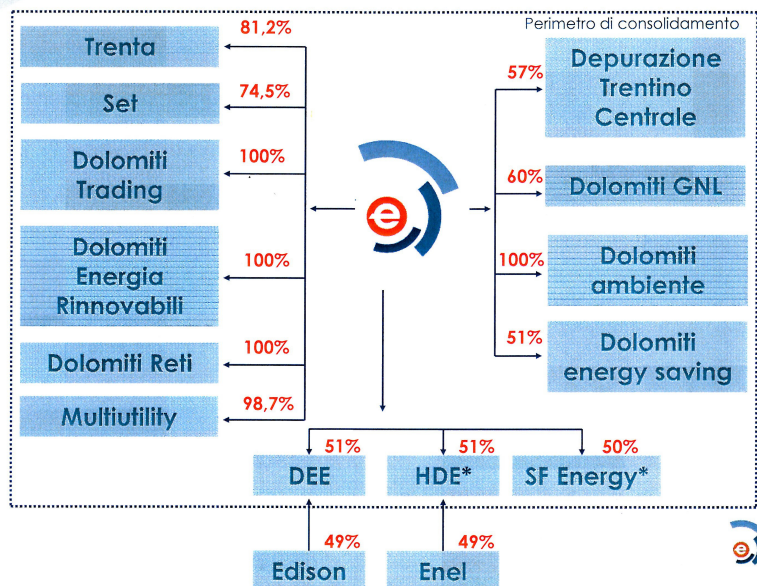 Perimetro di consolidamento
81,2%
Trenta
74,5%
Set
100%
Dolomiti
Trading
100%
Dolomiti
Energia
Rinnovabili
100%
Dolomiti Reti
98,7%
Multiutility
e
57%
Depurazione
Trentino
Centrale
60%
Dolomiti GNL
100%
Dolomiti
ambiente
51%
Dolomiti
energy saving
51%
DEE
51%
HDE*
50%
SF Energy*
49%
Edison
49%
Enel
e